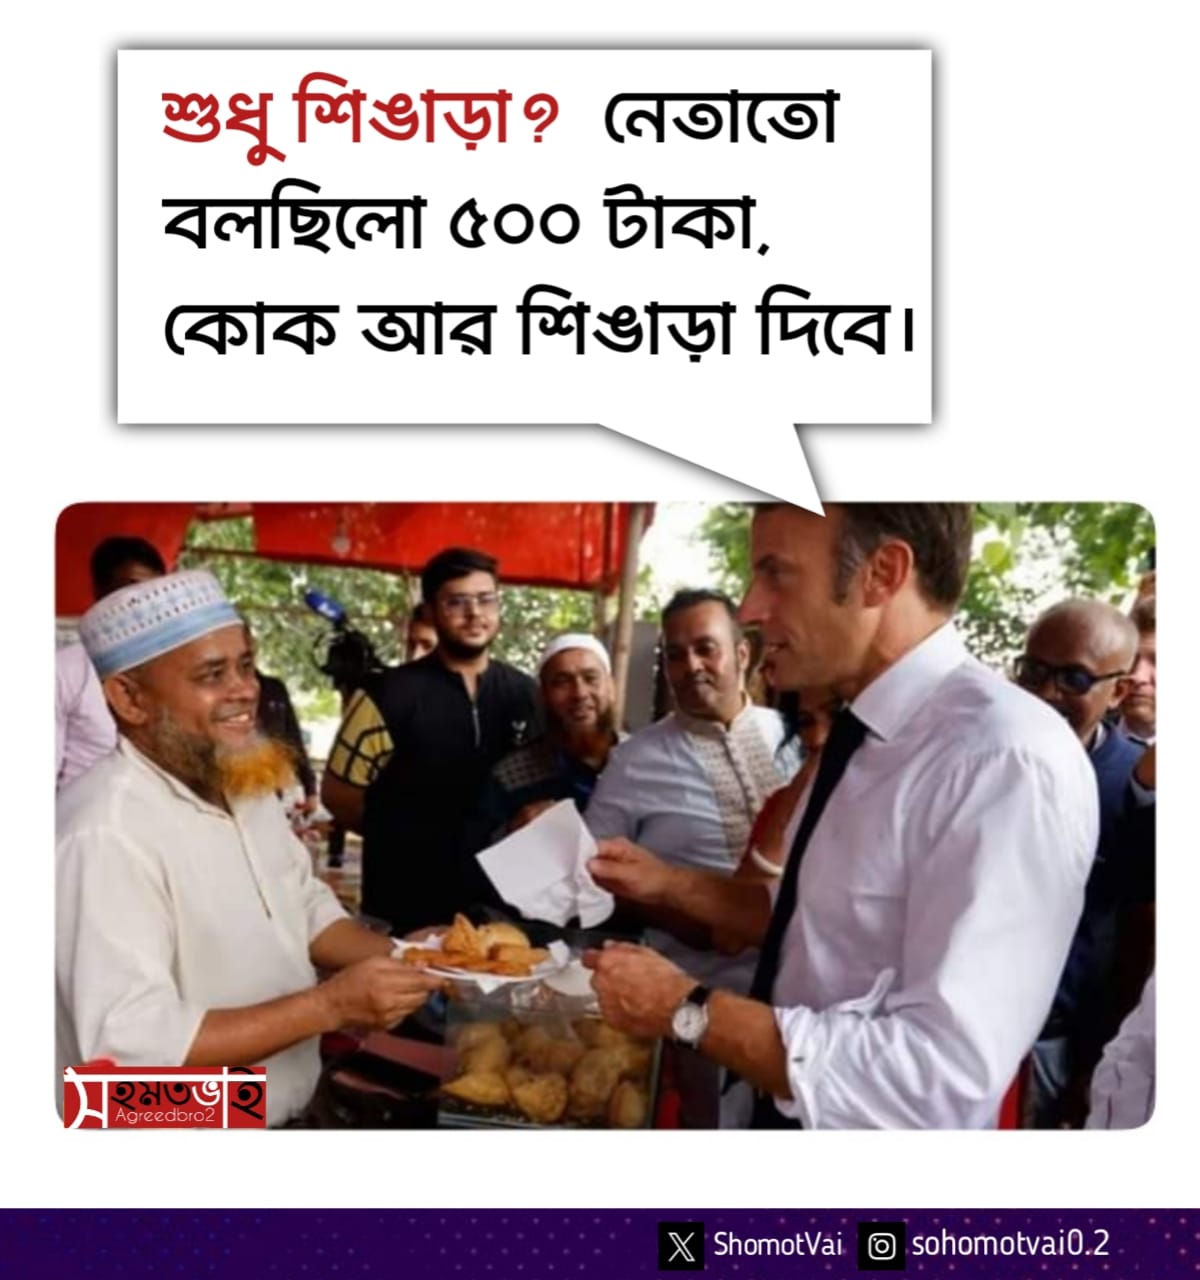 শুধু শিঙাড়া? নেতাতো
বলছিলো ৫০০ টাকা,
কোক আর শিঙাড়া দিবে।
সহমতভাই
Agreedbro2
ShomotVai sohomotvai0.2